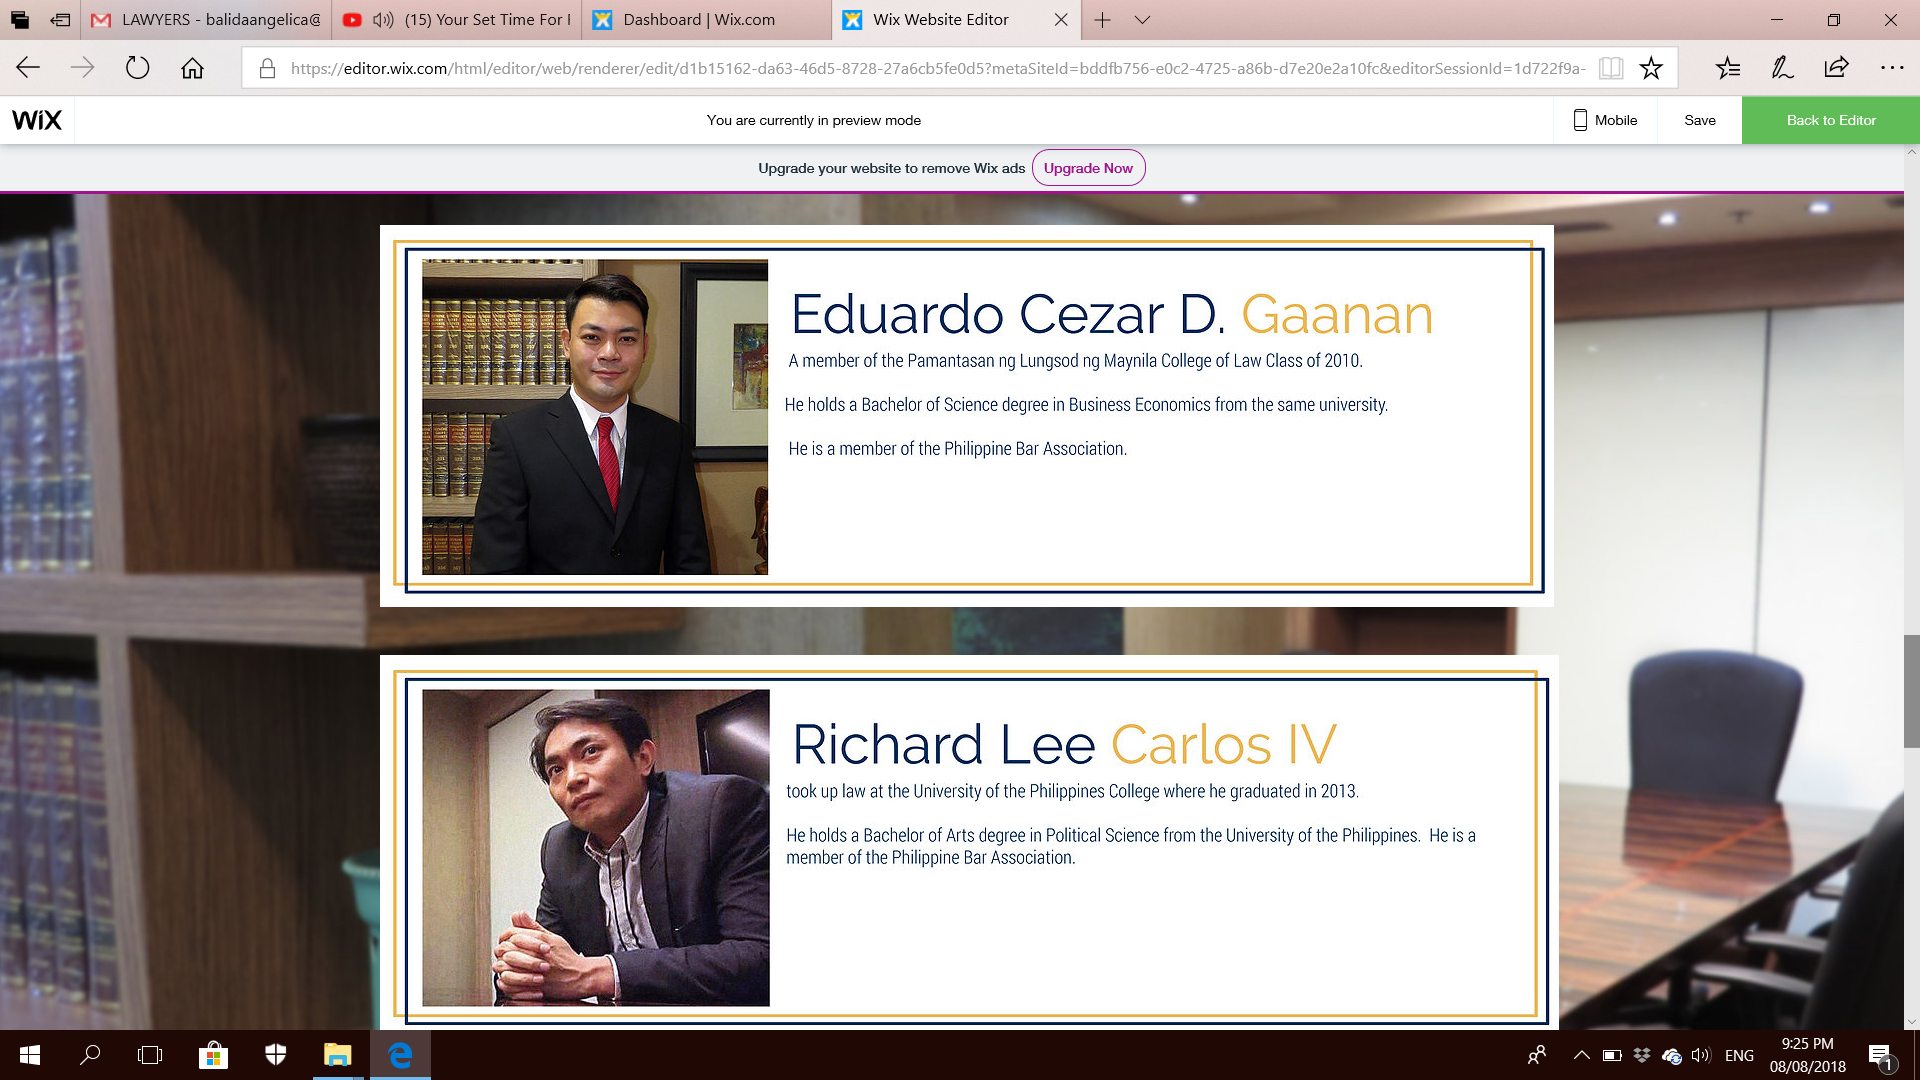 LAWYERS - balidaangelica@
(15) Your Set Time For
Dashboard | Wix.com
Wix Website Editor
https://editor.wix.com/html/editor/web/renderer/edit/d1b15162-da63-46d5-8728-27a6cb5fe0d5?metaSiteId=bddfb756-e0c2-4725-a86b-d7e20e2a10fc&editorSessionId=1d722f9a-
WiX
You are currently in preview mode
Mobile
Save
Back to Editor
Upgrade your website to remove Wix ads
Upgrade Now
Eduardo Cezar D. Gaanan
A member of the Pamantasan ng Lungsod ng Maynila College of Law Class of 2010.
He holds a Bachelor of Science degree in Business Economics from the same university.
He is a member of the Philippine Bar Association.
Richard Lee Carlos IV
took up law at the University of the Philippines College where he graduated in 2013.
He holds a Bachelor of Arts degree in Political Science from the University of the Philippines. He is a
member of the Philippine Bar Association.
ENG
9:25 PM
08/08/2018
1